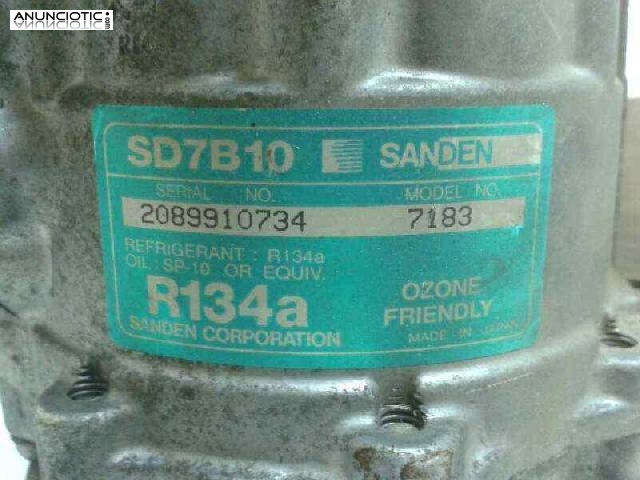 ANUNCIOTIC.com
SD7B10 SANDEN
SERIAL NO. MODEL NO.
2089910734 7183
REFRIGERANT : R134a
OIL : SP-10 OR EQUIV.
R134a OZONE FRIENDLY
SANDEN CORPORATION MADE IN JAPAN